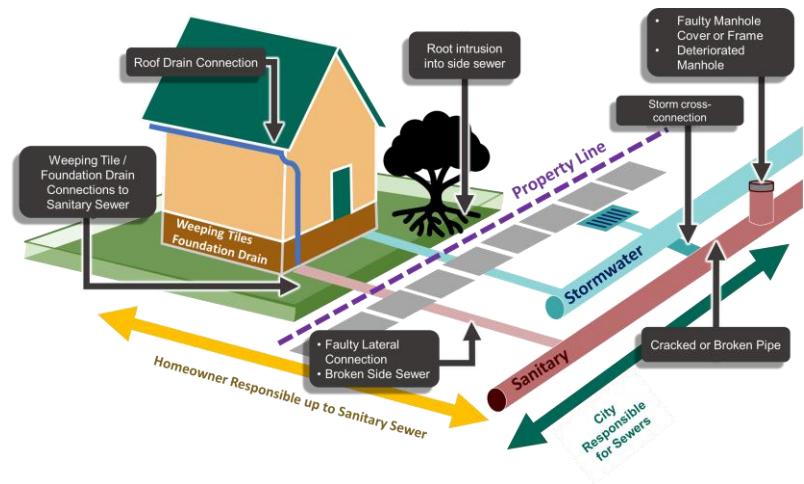 Roof Drain Connection
Root intrusion
into side sewer
• Faulty Manhole
Cover or Frame
• Deteriorated
Manhole
Storm cross-
connection
Weeping Tile /
Foundation Drain
Connections to
Sanitary Sewer
Property Line
Weeping Tiles
Foundation Drain
Stormwater
• Faulty Lateral
Connection
• Broken Side Sewer
Sanitary
Cracked or Broken Pipe
Homeowner Responsible up to Sanitary Sewer
City
Responsible
for Sewers